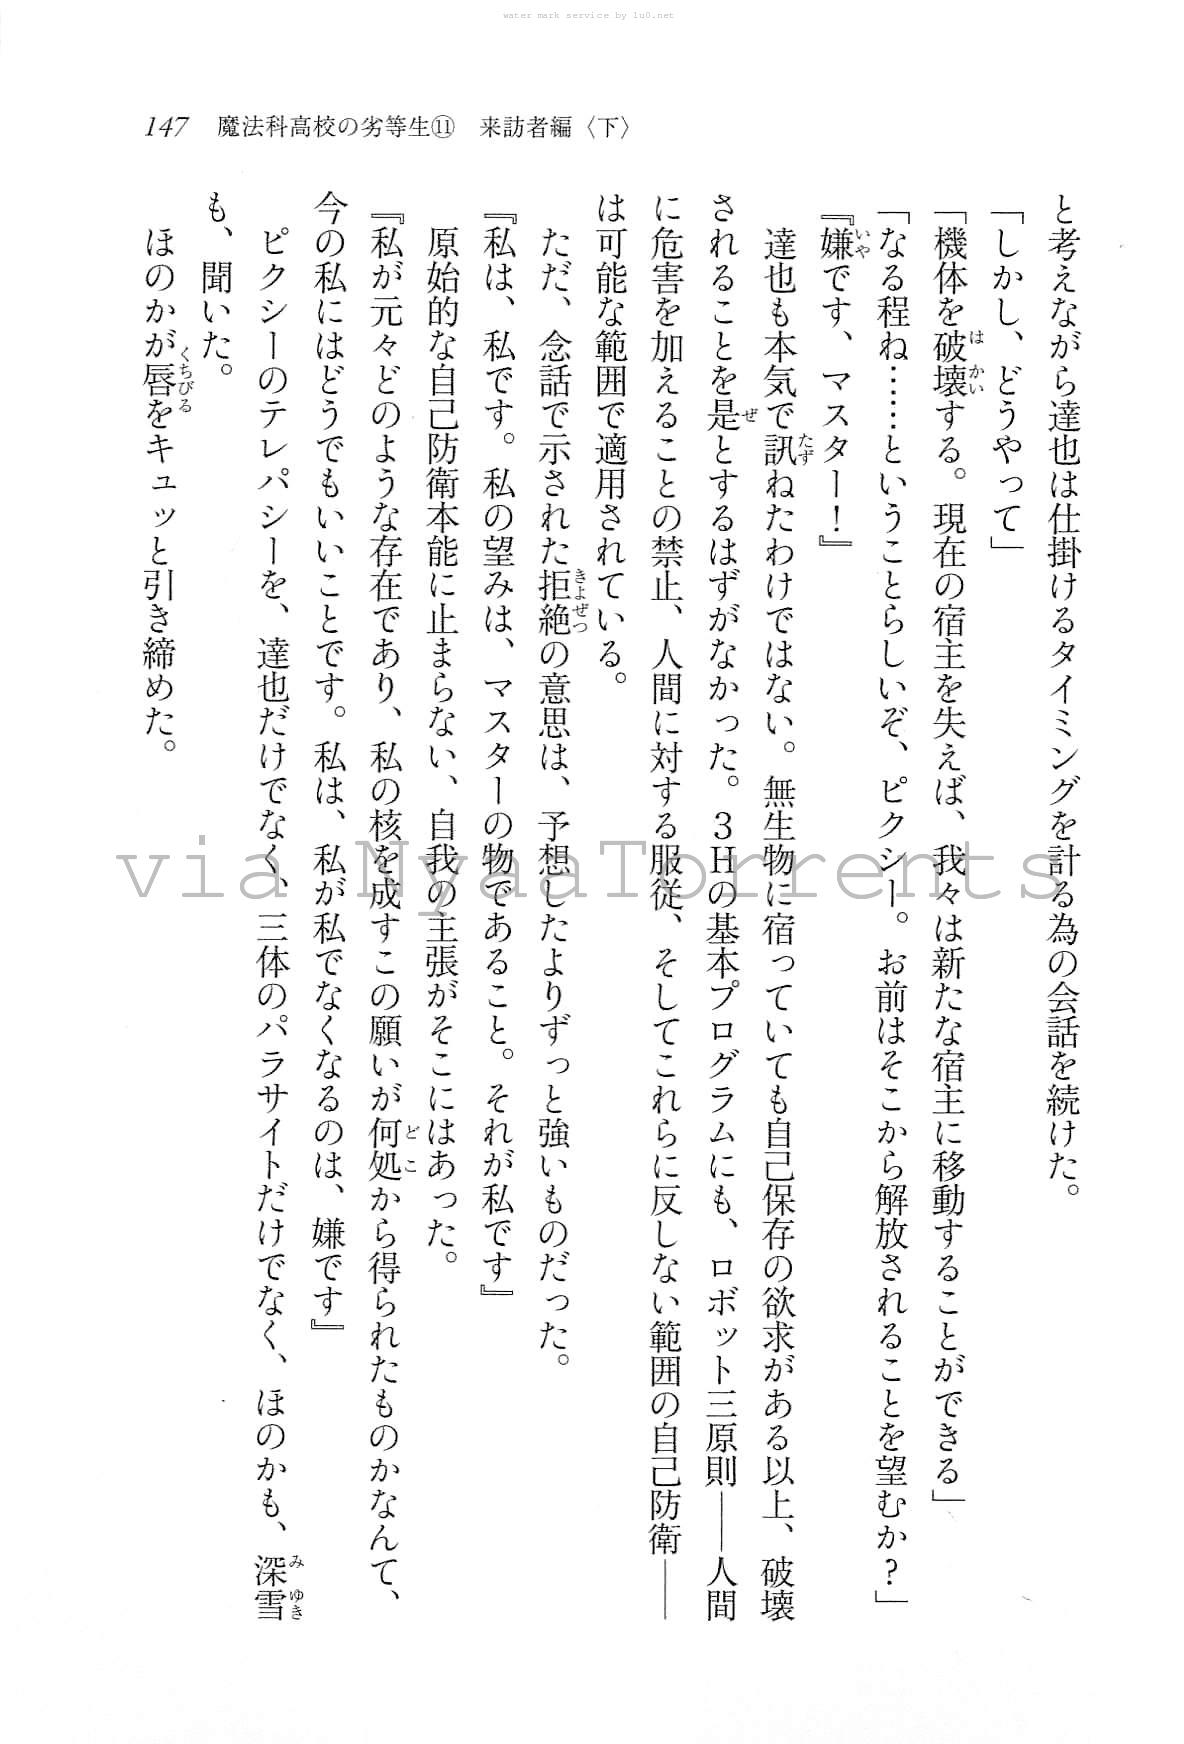 water mark service by lu0.net
147 魔法科高校の劣等生⑪ 来訪者編〈下〉
と考えながら達也は仕掛けるタイミングを計る為の会話を続けた。
「しかし、どうやって」
「機体を破壊する。現在の宿主を失えば、我々は新たな宿主に移動することができる」
「なる程ね……ということらしいぞ、ピクシー。お前はそこから解放されることを望むか?」
『嫌です、マスター!』
達也も本気で訊ねたわけではない。無生物に宿っていても自己保存の欲求がある以上、破壊
されることを是とするはずがなかった。3Hの基本プログラムにも、ロボット三原則――人間
に危害を加えることの禁止、人間に対する服従、そしてこれらに反しない範囲の自己防衛――
は可能な範囲で適用されている。
ただ、念話で示された拒絶の意思は、予想したよりずっと強いものだった。
『私は、私です。私の望みは、マスターの物であること。それが私です』
原始的な自己防衛本能に止まらない、自我の主張がそこにはあった。
『私が元々どのような存在であり、私の核を成すこの願いが何処から得られたものかなんて、
今の私にはどうでもいいことです。私は、私が私でなくなるのは、嫌です』
ピクシーのテレパシーを、達也だけでなく、三体のパラサイトだけでなく、ほのかも、深雪
も、聞いた。
ほのかが唇をキュッと引き締めた。
via NyaaTorrents